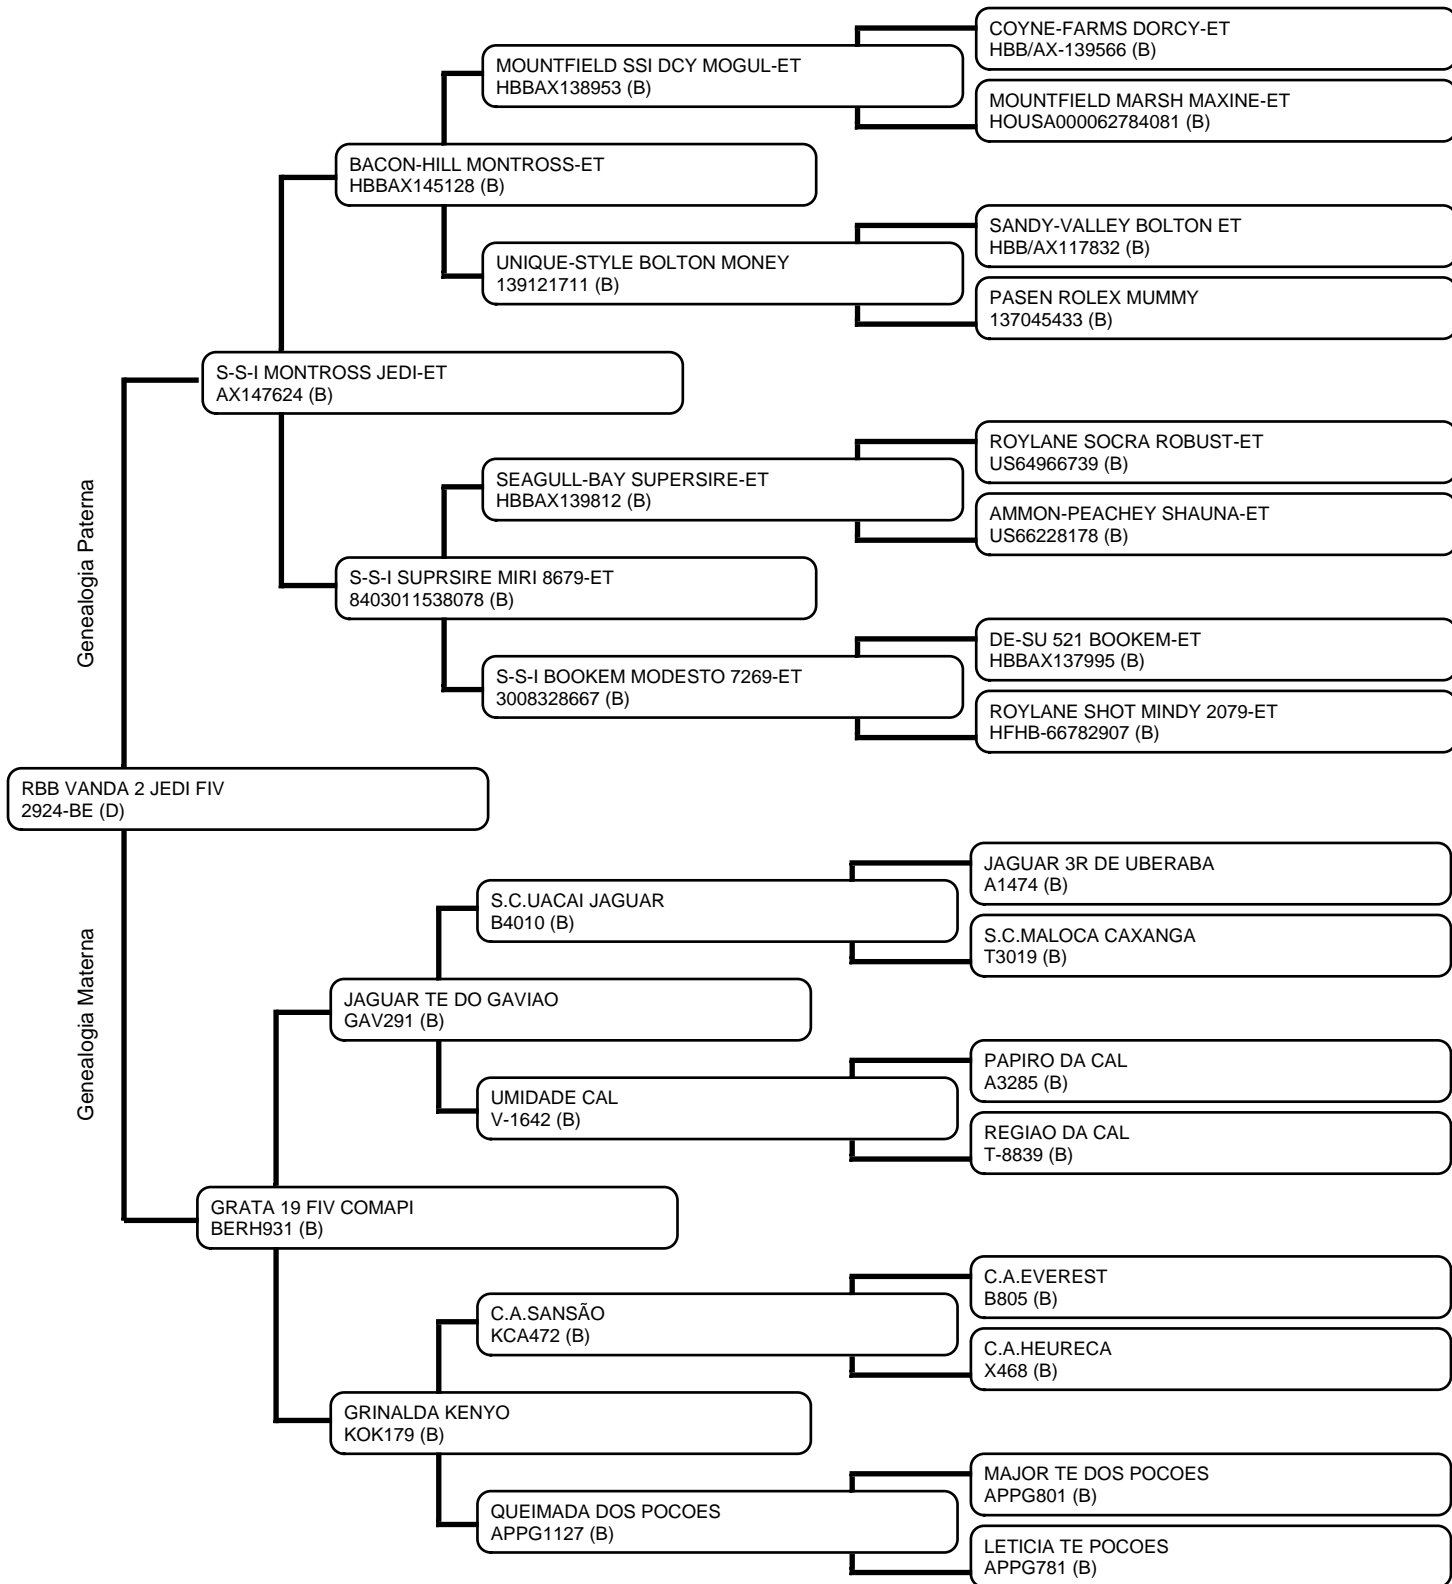 COYNE-FARMS DORCY-ET
HBB/AX-139566 (B)
MOUNTFIELD SSI DCY MOGUL-ET
HBBAX138953 (B)
MOUNTFIELD MARSH MAXINE-ET
HOUSA000062784081 (B)
BACON-HILL MONTROSS-ET
HBBAX145128 (B)
SANDY-VALLEY BOLTON ET
HBB/AX117832 (B)
UNIQUE-STYLE BOLTON MONEY
139121711 (B)
PASEN ROLEX MUMMY
137045433 (B)
S-S-I MONTROSS JEDI-ET
AX147624 (B)
ROYLANE SOCRA ROBUST-ET
US64966739 (B)
SEAGULL-BAY SUPERSIRE-ET
HBBAX139812 (B)
AMMON-PEACHEY SHAUNA-ET
US66228178 (B)
Genealogia Paterna
S-S-I SUPRSIRE MIRI 8679-ET
8403011538078 (B)
DE-SU 521 BOOKEM-ET
HBBAX137995 (B)
S-S-I BOOKEM MODESTO 7269-ET
3008328667 (B)
ROYLANE SHOT MINDY 2079-ET
HFHB-66782907 (B)
RBB VANDA 2 JEDI FIV
2924-BE (D)
JAGUAR 3R DE UBERABA
A1474 (B)
S.C.UACAI JAGUAR
B4010 (B)
S.C.MALOCA CAXANGA
T3019 (B)
Genealogia Materna
JAGUAR TE DO GAVIAO
GAV291 (B)
PAPIRO DA CAL
A3285 (B)
UMIDADE CAL
V-1642 (B)
REGIAO DA CAL
T-8839 (B)
GRATA 19 FIV COMAPI
BERH931 (B)
C.A.EVEREST
B805 (B)
C.A.SANSÃO
KCA472 (B)
C.A.HEURECA
X468 (B)
GRINALDA KENYO
KOK179 (B)
MAJOR TE DOS POCOES
APPG801 (B)
QUEIMADA DOS POCOES
APPG1127 (B)
LETICIA TE POCOES
APPG781 (B)